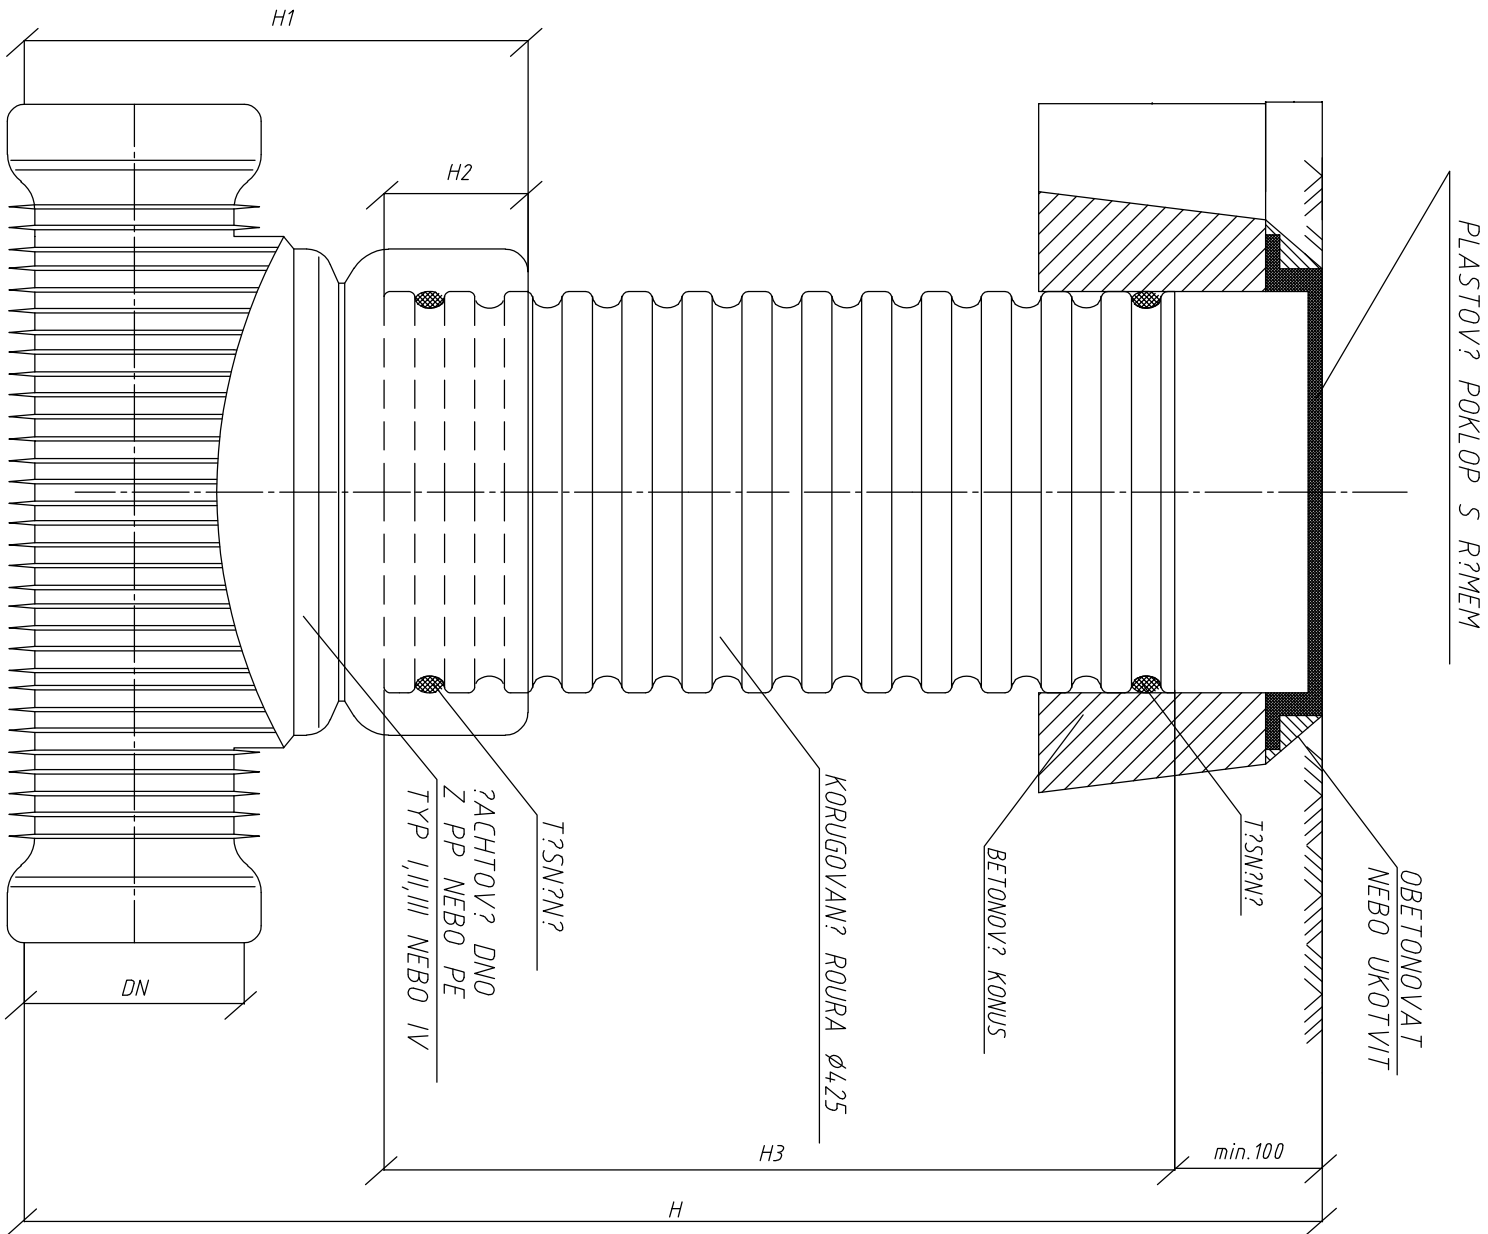 H1
H2
PLASTOV? POKLOP S R?MEM
OBETONOVAT
NEBO UKOTVIT
T?SN?N?
BETONOV? KONUS
KORUGOVAN? ROURA Ø425
T?SN?N?
?ACHTOV? DNO
Z PP NEBO PE
TYP I,II,III NEBO IV
DN
H3
min.100
H